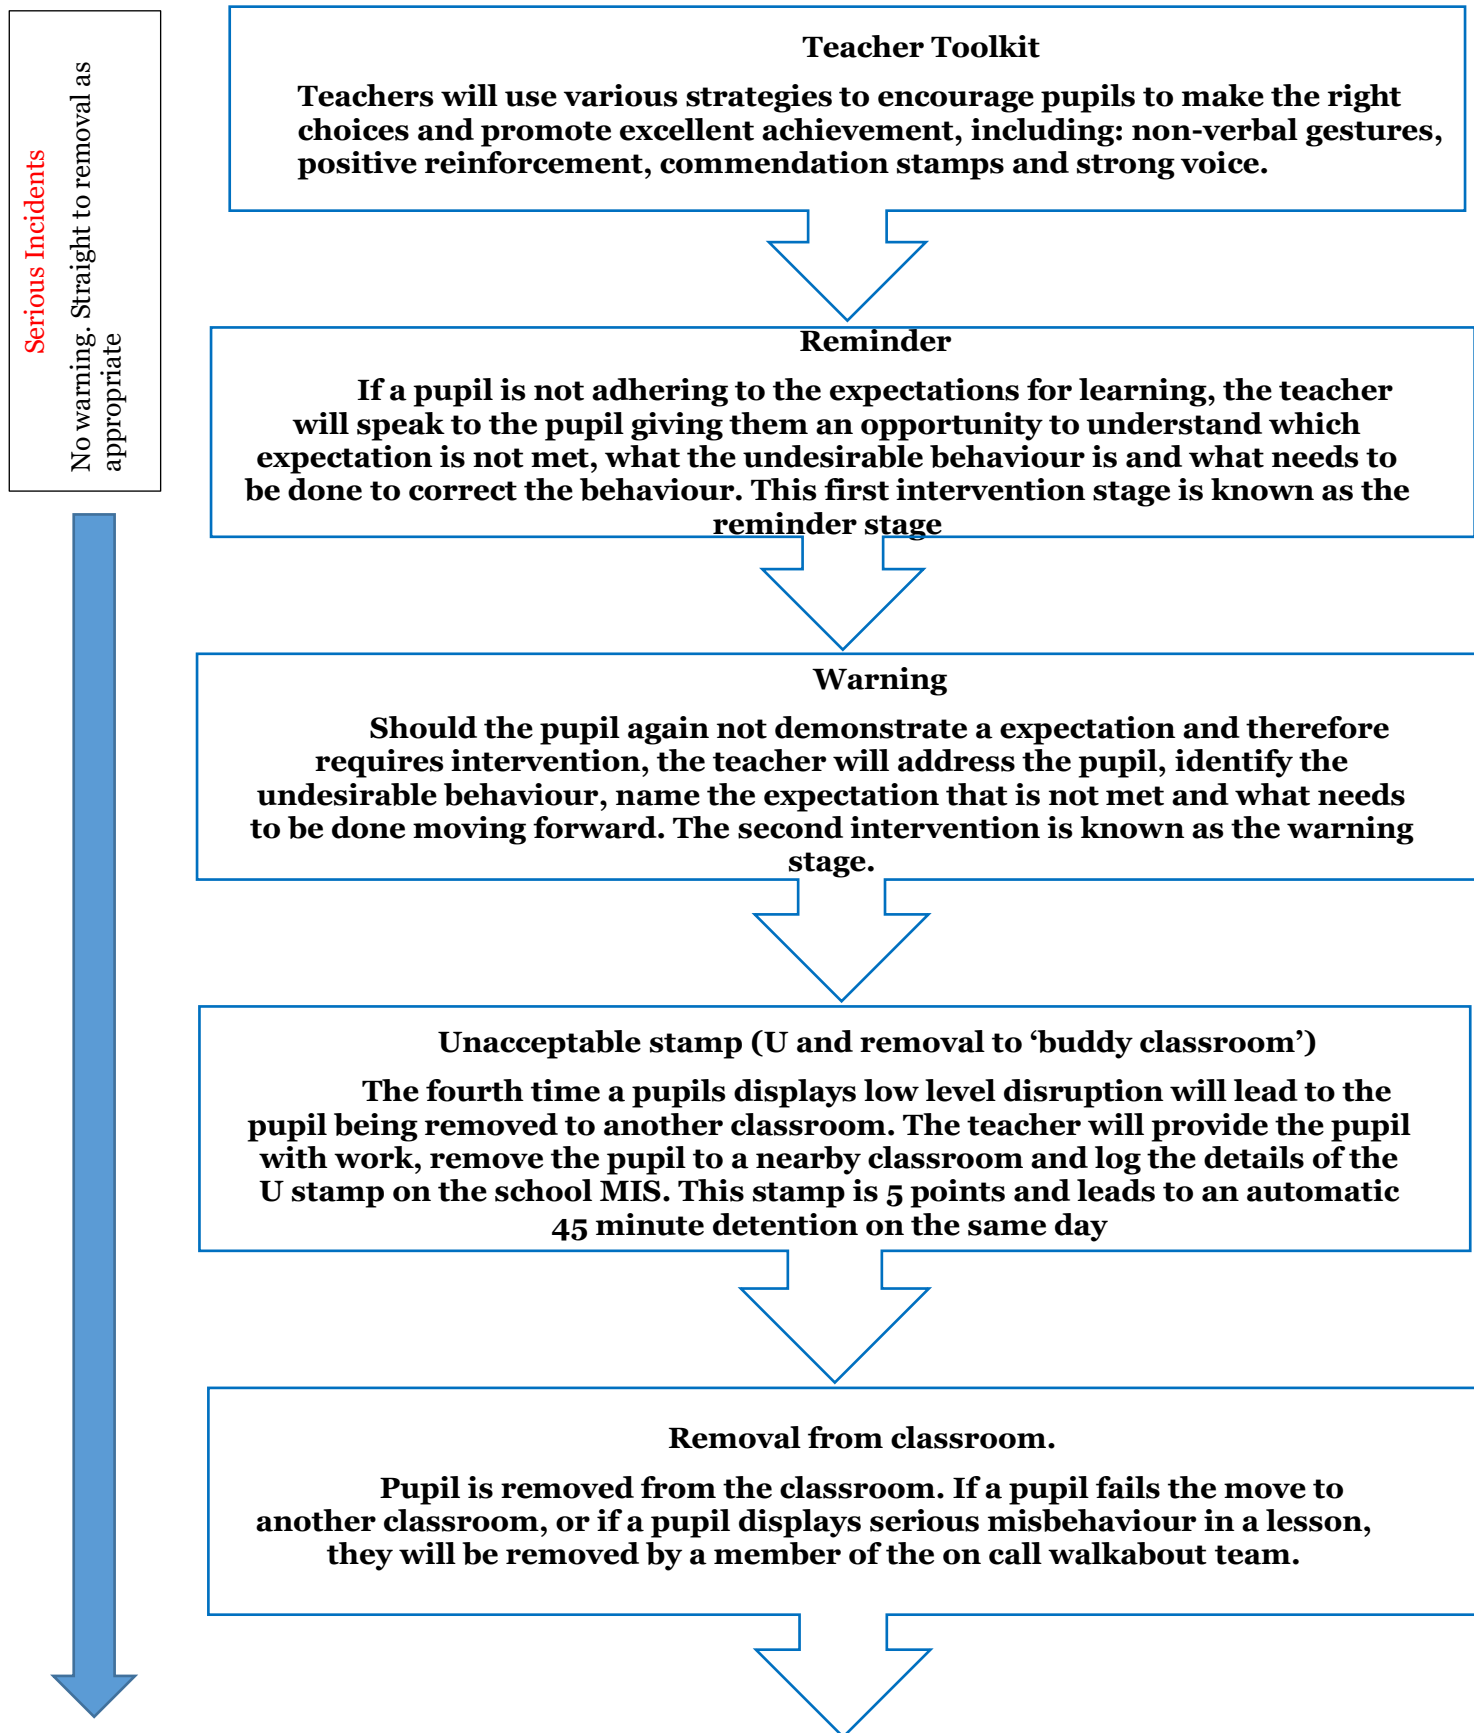 Serious Incidents
No warning. Straight to removal as
appropriate
Teacher Toolkit
Teachers will use various strategies to encourage pupils to make the right
choices and promote excellent achievement, including: non-verbal gestures,
positive reinforcement, commendation stamps and strong voice.
Reminder
If a pupil is not adhering to the expectations for learning, the teacher
will speak to the pupil giving them an opportunity to understand which
expectation is not met, what the undesirable behaviour is and what needs to
be done to correct the behaviour. This first intervention stage is known as the
reminder stage
Warning
Should the pupil again not demonstrate a expectation and therefore
requires intervention, the teacher will address the pupil, identify the
undesirable behaviour, name the expectation that is not met and what needs
to be done moving forward. The second intervention is known as the warning
stage.
Unacceptable stamp (U and removal to ‘buddy classroom’)
The fourth time a pupils displays low level disruption will lead to the
pupil being removed to another classroom. The teacher will provide the pupil
with work, remove the pupil to a nearby classroom and log the details of the
U stamp on the school MIS. This stamp is 5 points and leads to an automatic
45 minute detention on the same day
Removal from classroom.
Pupil is removed from the classroom. If a pupil fails the move to
another classroom, or if a pupil displays serious misbehaviour in a lesson,
they will be removed by a member of the on call walkabout team.